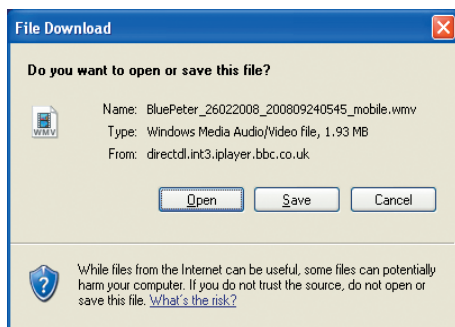 File Download
Do you want to open or save this file?
WMV
Name: BluePeter_26022008_200809240545_mobile.wmv
Type: Windows Media Audio/Video file, 1.93 MB
From: directdl.int3.iplayer.bbc.co.uk
Open Save Cancel
While files from the Internet can be useful, some files can potentially
harm your computer. If you do not trust the source, do not open or
save this file. What's the risk?